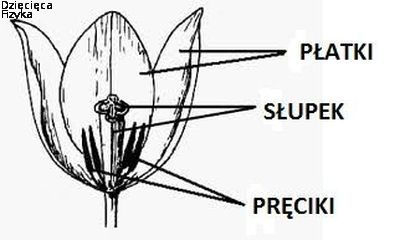 Dziecięca
Fizyka
PŁATKI
SŁUPEK
PRĘCIKI